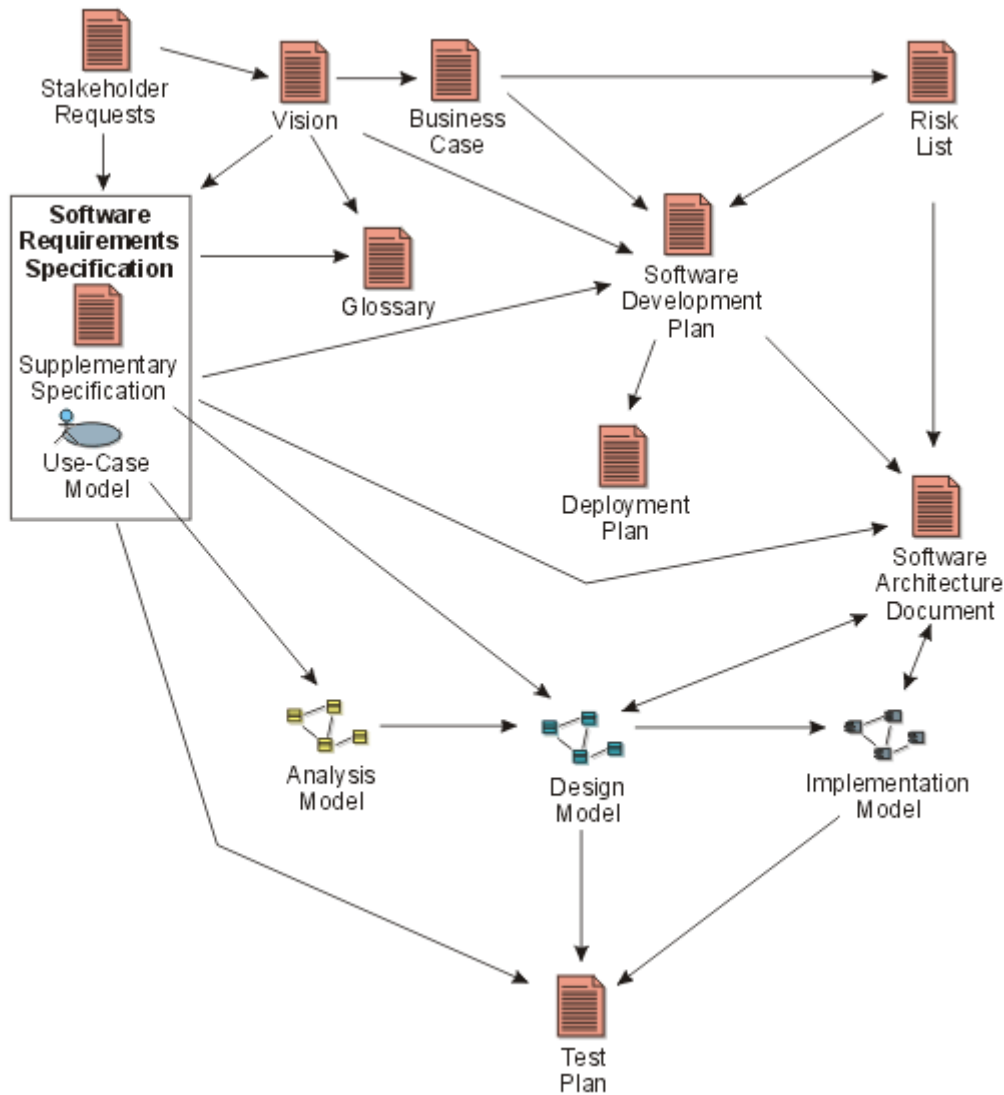 Stakeholder
Requests
Vision
Business
Case
Risk
List
Software
Requirements
Specification
Supplementary
Specification
Use-Case
Model
Glossary
Software
Development
Plan
Deployment
Plan
Software
Architecture
Document
Analysis
Model
Design
Model
Implementation
Model
Test
Plan